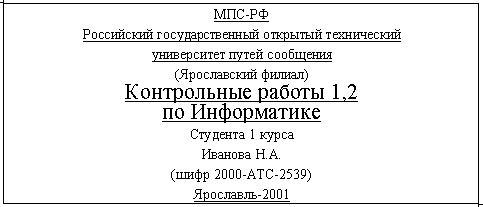 МПС-РФ
Российский государственный открытый технический
университет путей сообщения
(Ярославский филиал)
Контрольные работы 1,2
по Информатике
Студента 1 курса
Иванова Н.А.
(шифр 2000-АТС-2539)
Ярославль-2001